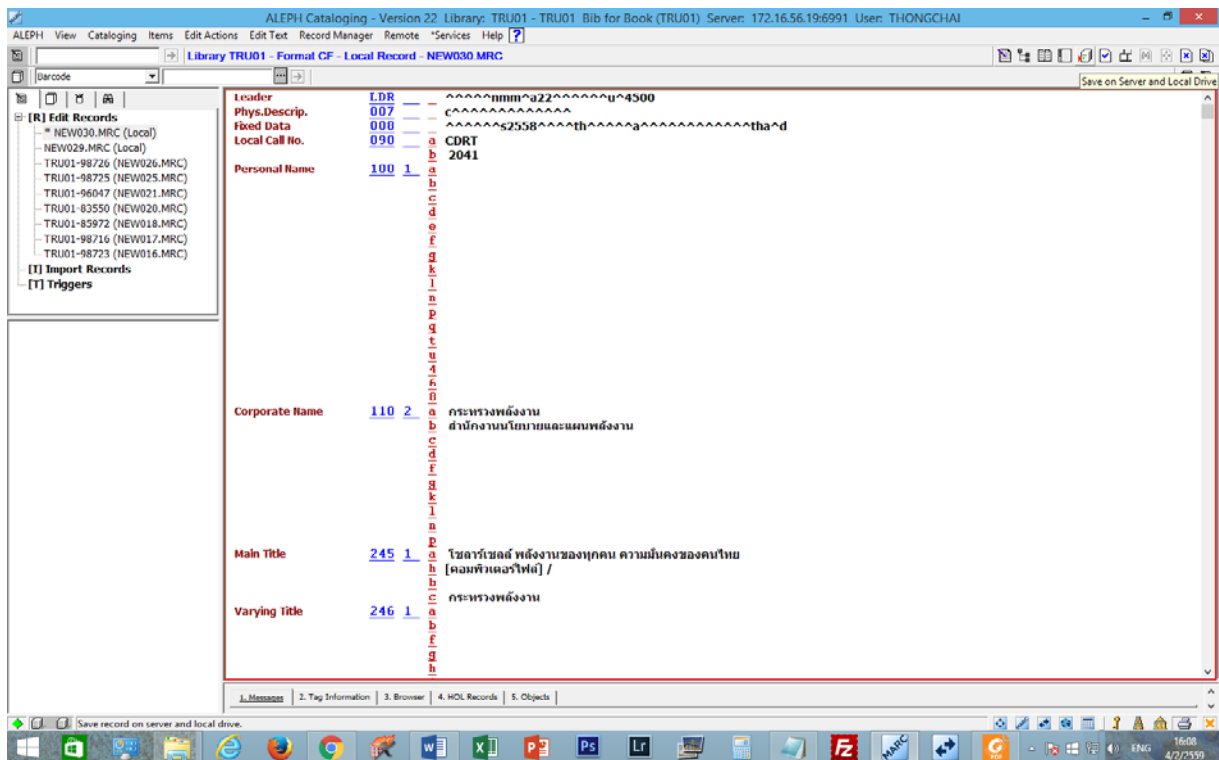 ALEPH Cataloging - Version 22 Library: TRU01 - TRU01 Bib for Book (TRU01) Server: 172.16.56.19:6991 User: THONGCHAI
ALEPH View Cataloging Items Edit Actions Edit Text Record Manager Remote *Services Help ?
Library TRU01 - Formal CF - Local Record - NEW030.MRC
Barcode
Save on Server and Local Drive
[R] Edit Records
* NEW030.MRC (Local)
NEW029.MRC (Local)
TRU01-98726 (NEW026.MRC)
TRU01-98725 (NEW025.MRC)
TRU01-96047 (NEW021.MRC)
TRU01-83550 (NEW020.MRC)
TRU01-85972 (NEW018.MRC)
TRU01-98716 (NEW017.MRC)
TRU01-98723 (NEW016.MRC)
[I] Import Records
[T] Triggers
Leader LDR ^^^^^nmm^a22^^^^^^u^4500
Phys.Descrip. 007 c^^^^^^^^^^^^^
Fixed Data 008 ^^^^^^s2558^^^^th^^^^^a^^^^^^^^^^^^^tha^d
Local Call No. 090 a CDRT
b 2041
Personal Name 100 1 a
b
c
d
e
f
g
k
l
n
p
q
t
u
4
6
8
Corporate Name 110 2 a กระทรวงพลังงาน
b สำนักงานนโยบายและแผนพลังงาน
c
d
f
g
k
l
n
p
Main Title 245 1 a โซลาร์เซลล์ พลังงานของทุกคน ความมั่นคงของคนไทย
h [คอมพิวเตอร์ไฟล์] /
b
c กระทรวงพลังงาน
Varying Title 246 1 a
b
f
g
h
1. Messages 2. Tag Information 3. Browser 4. HOL Records 5. Objects
Save record on server and local drive.
ENG 16:08
4/2/2559